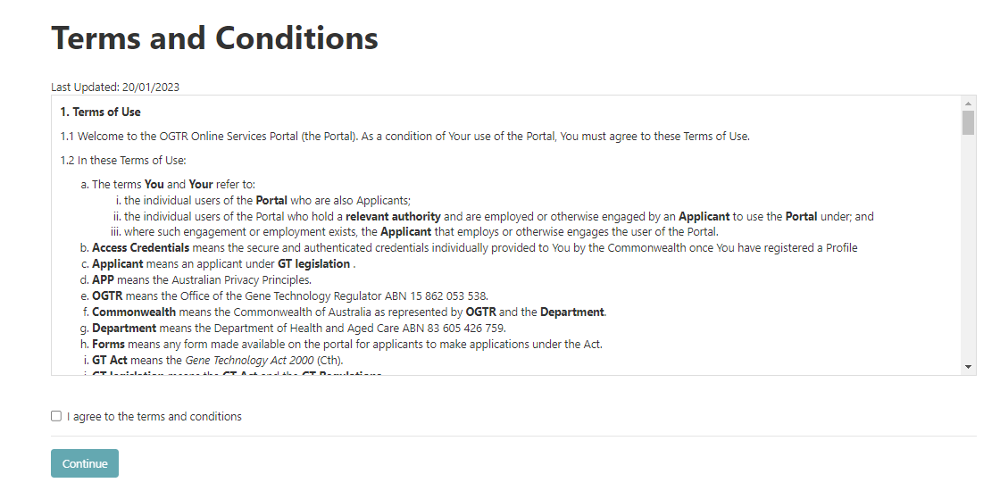 Terms and Conditions
Last Updated: 20/01/2023
1. Terms of Use
1.1 Welcome to the OGTR Online Services Portal (the Portal). As a condition of Your use of the Portal, You must agree to these Terms of Use.
1.2 In these Terms of Use:
a. The terms You and Your refer to:
i. the individual users of the Portal who are also Applicants;
ii. the individual users of the Portal who hold a relevant authority and are employed or otherwise engaged by an Applicant to use the Portal under; and
iii. where such engagement or employment exists, the Applicant that employs or otherwise engages the user of the Portal.
b. Access Credentials means the secure and authenticated credentials individually provided to You by the Commonwealth once You have registered a Profile
c. Applicant means an applicant under GT legislation .
d. APP means the Australian Privacy Principles.
e. OGTR means the Office of the Gene Technology Regulator ABN 15 862 053 538.
f. Commonwealth means the Commonwealth of Australia as represented by OGTR and the Department.
g. Department means the Department of Health and Aged Care ABN 83 605 426 759.
h. Forms means any form made available on the portal for applicants to make applications under the Act.
i. GT Act means the Gene Technology Act 2000 (Cth).
j. GT legislation means the GT Act and the GT Regulations.
I agree to the terms and conditions
Continue